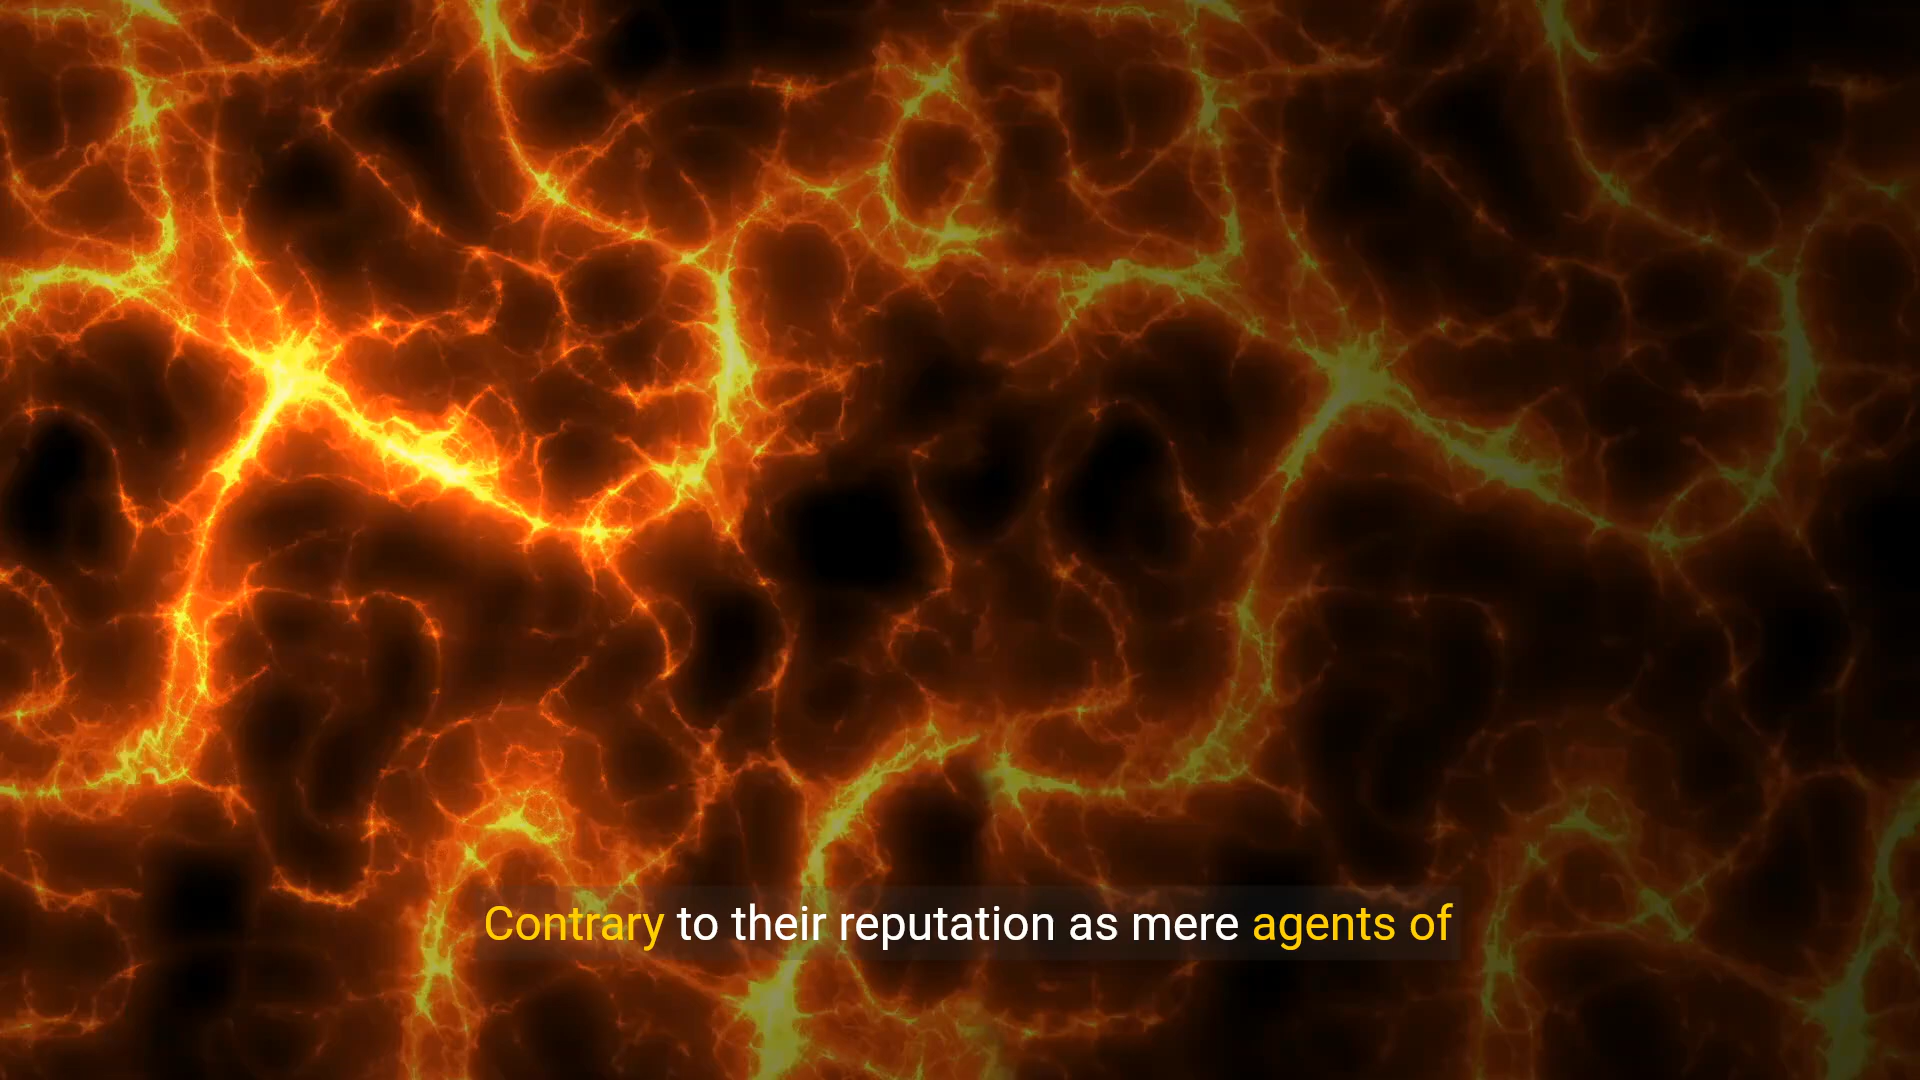 Contrary to their reputation as mere agents of